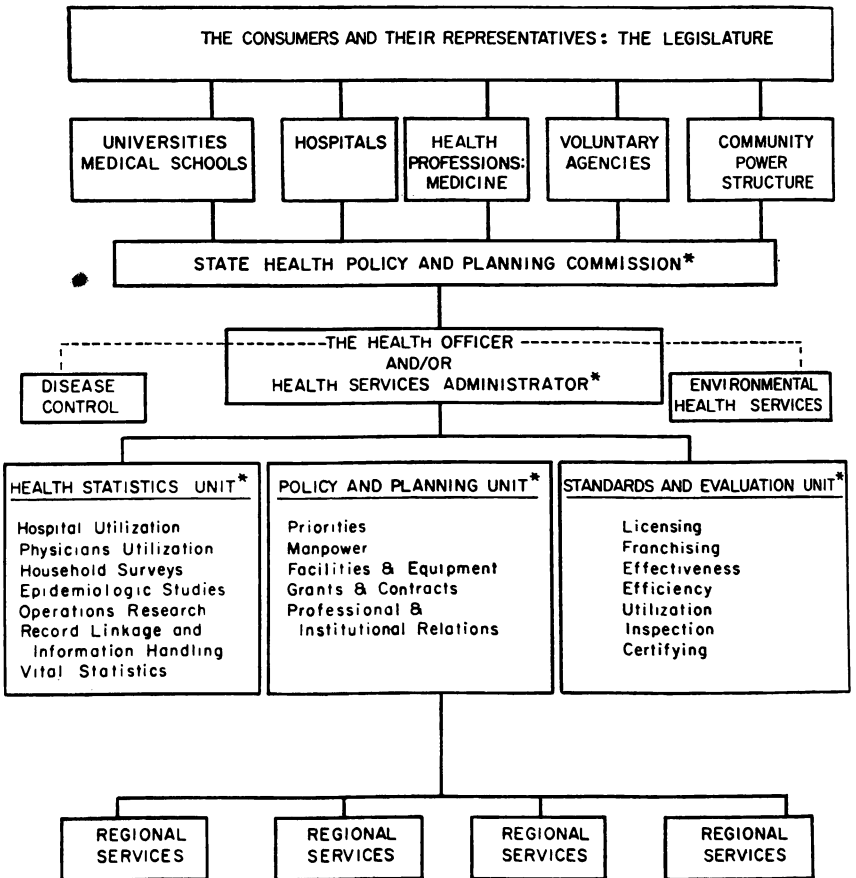 THE CONSUMERS AND THEIR REPRESENTATIVES: THE LEGISLATURE
UNIVERSITIES
MEDICAL SCHOOLS
HOSPITALS
HEALTH
PROFESSIONS:
MEDICINE
VOLUNTARY
AGENCIES
COMMUNITY
POWER
STRUCTURE
STATE HEALTH POLICY AND PLANNING COMMISSION*
THE HEALTH OFFICER
AND/OR
HEALTH SERVICES ADMINISTRATOR*
DISEASE
CONTROL
ENVIRONMENTAL
HEALTH SERVICES
HEALTH STATISTICS UNIT*
Hospital Utilization
Physicians Utilization
Household Surveys
Epidemiologic Studies
Operations Research
Record Linkage and
Information Handling
Vital Statistics
POLICY AND PLANNING UNIT*
Priorities
Manpower
Facilities & Equipment
Grants & Contracts
Professional &
Institutional Relations
STANDARDS AND EVALUATION UNIT*
Licensing
Franchising
Effectiveness
Efficiency
Utilization
Inspection
Certifying
REGIONAL
SERVICES
REGIONAL
SERVICES
REGIONAL
SERVICES
REGIONAL
SERVICES